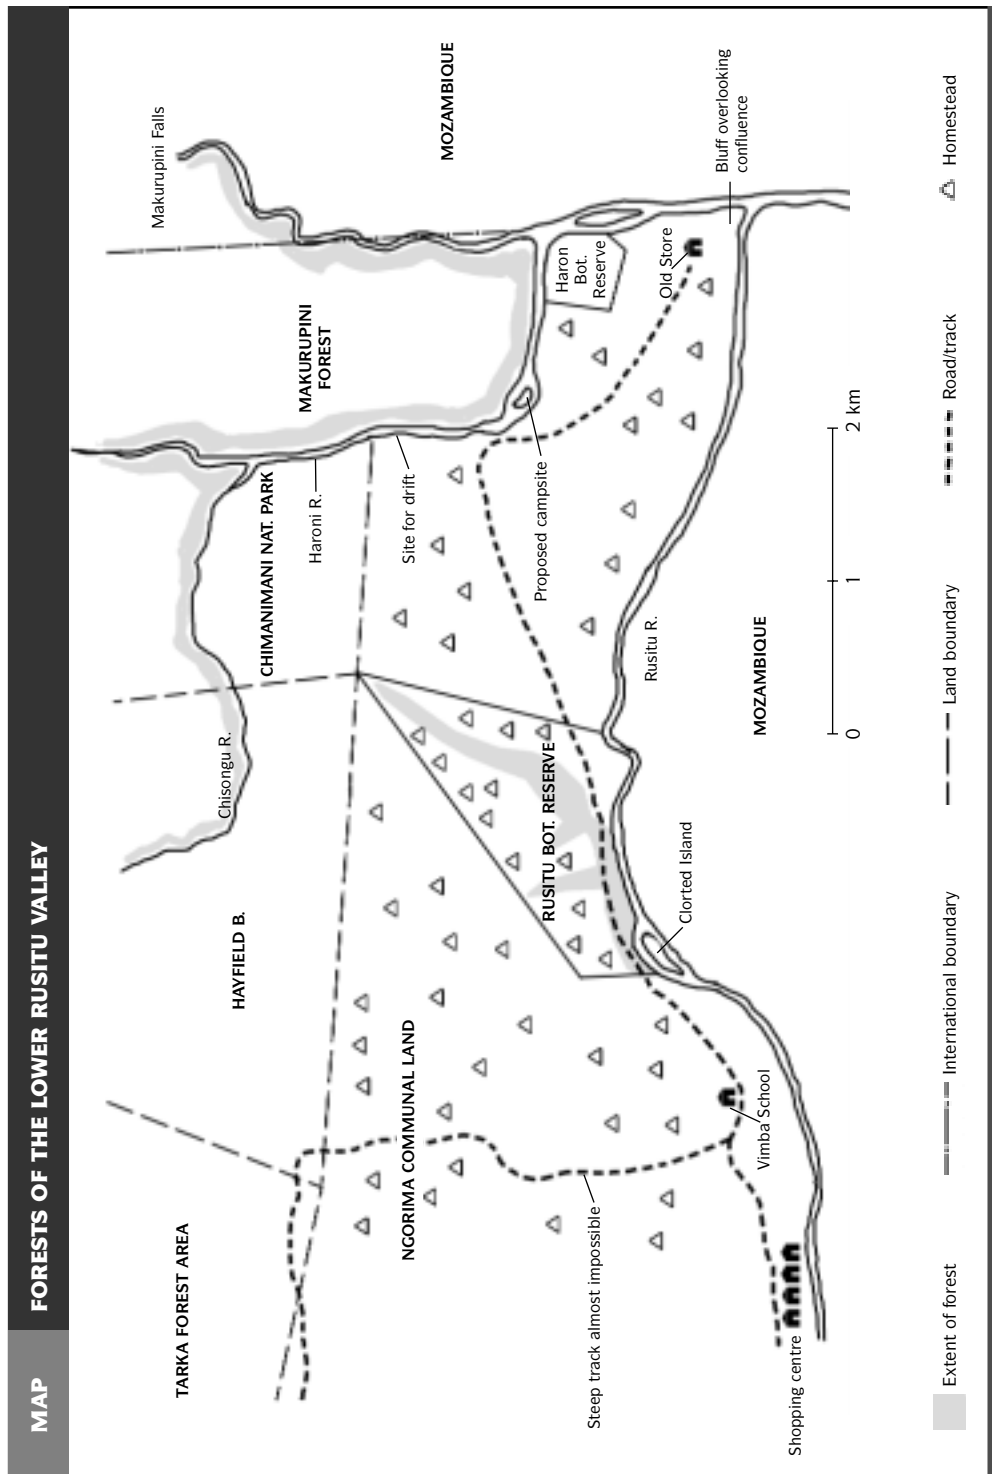 MAP
FORESTS OF THE LOWER RUSITU VALLEY
TARKA FOREST AREA
HAYFIELD B.
Chisongu R.
CHIMANIMANI NAT. PARK
Haroni R.
MAKURUPINI
FOREST
Makurupini Falls
MOZAMBIQUE
NGORIMA COMMUNAL LAND
Site for drift
Proposed campsite
Haron
Bot.
Reserve
Old Store
Bluff overlooking
confluence
RUSITU BOT. RESERVE
Rusitu R.
Clorted Island
Steep track almost impossible
Vimba School
Shopping centre
MOZAMBIQUE
0
1
2 km
Extent of forest
International boundary
Land boundary
Road/track
Homestead